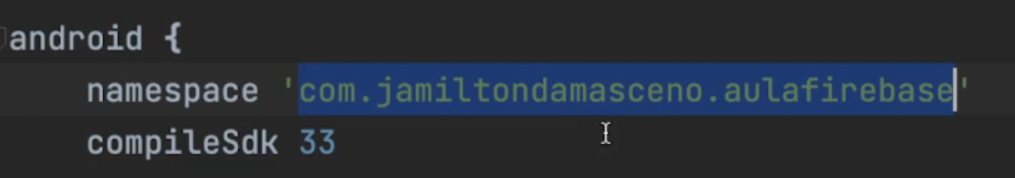 android {
namespace 'com.jamiltondamasceno.aulafirebase'
compileSdk 33